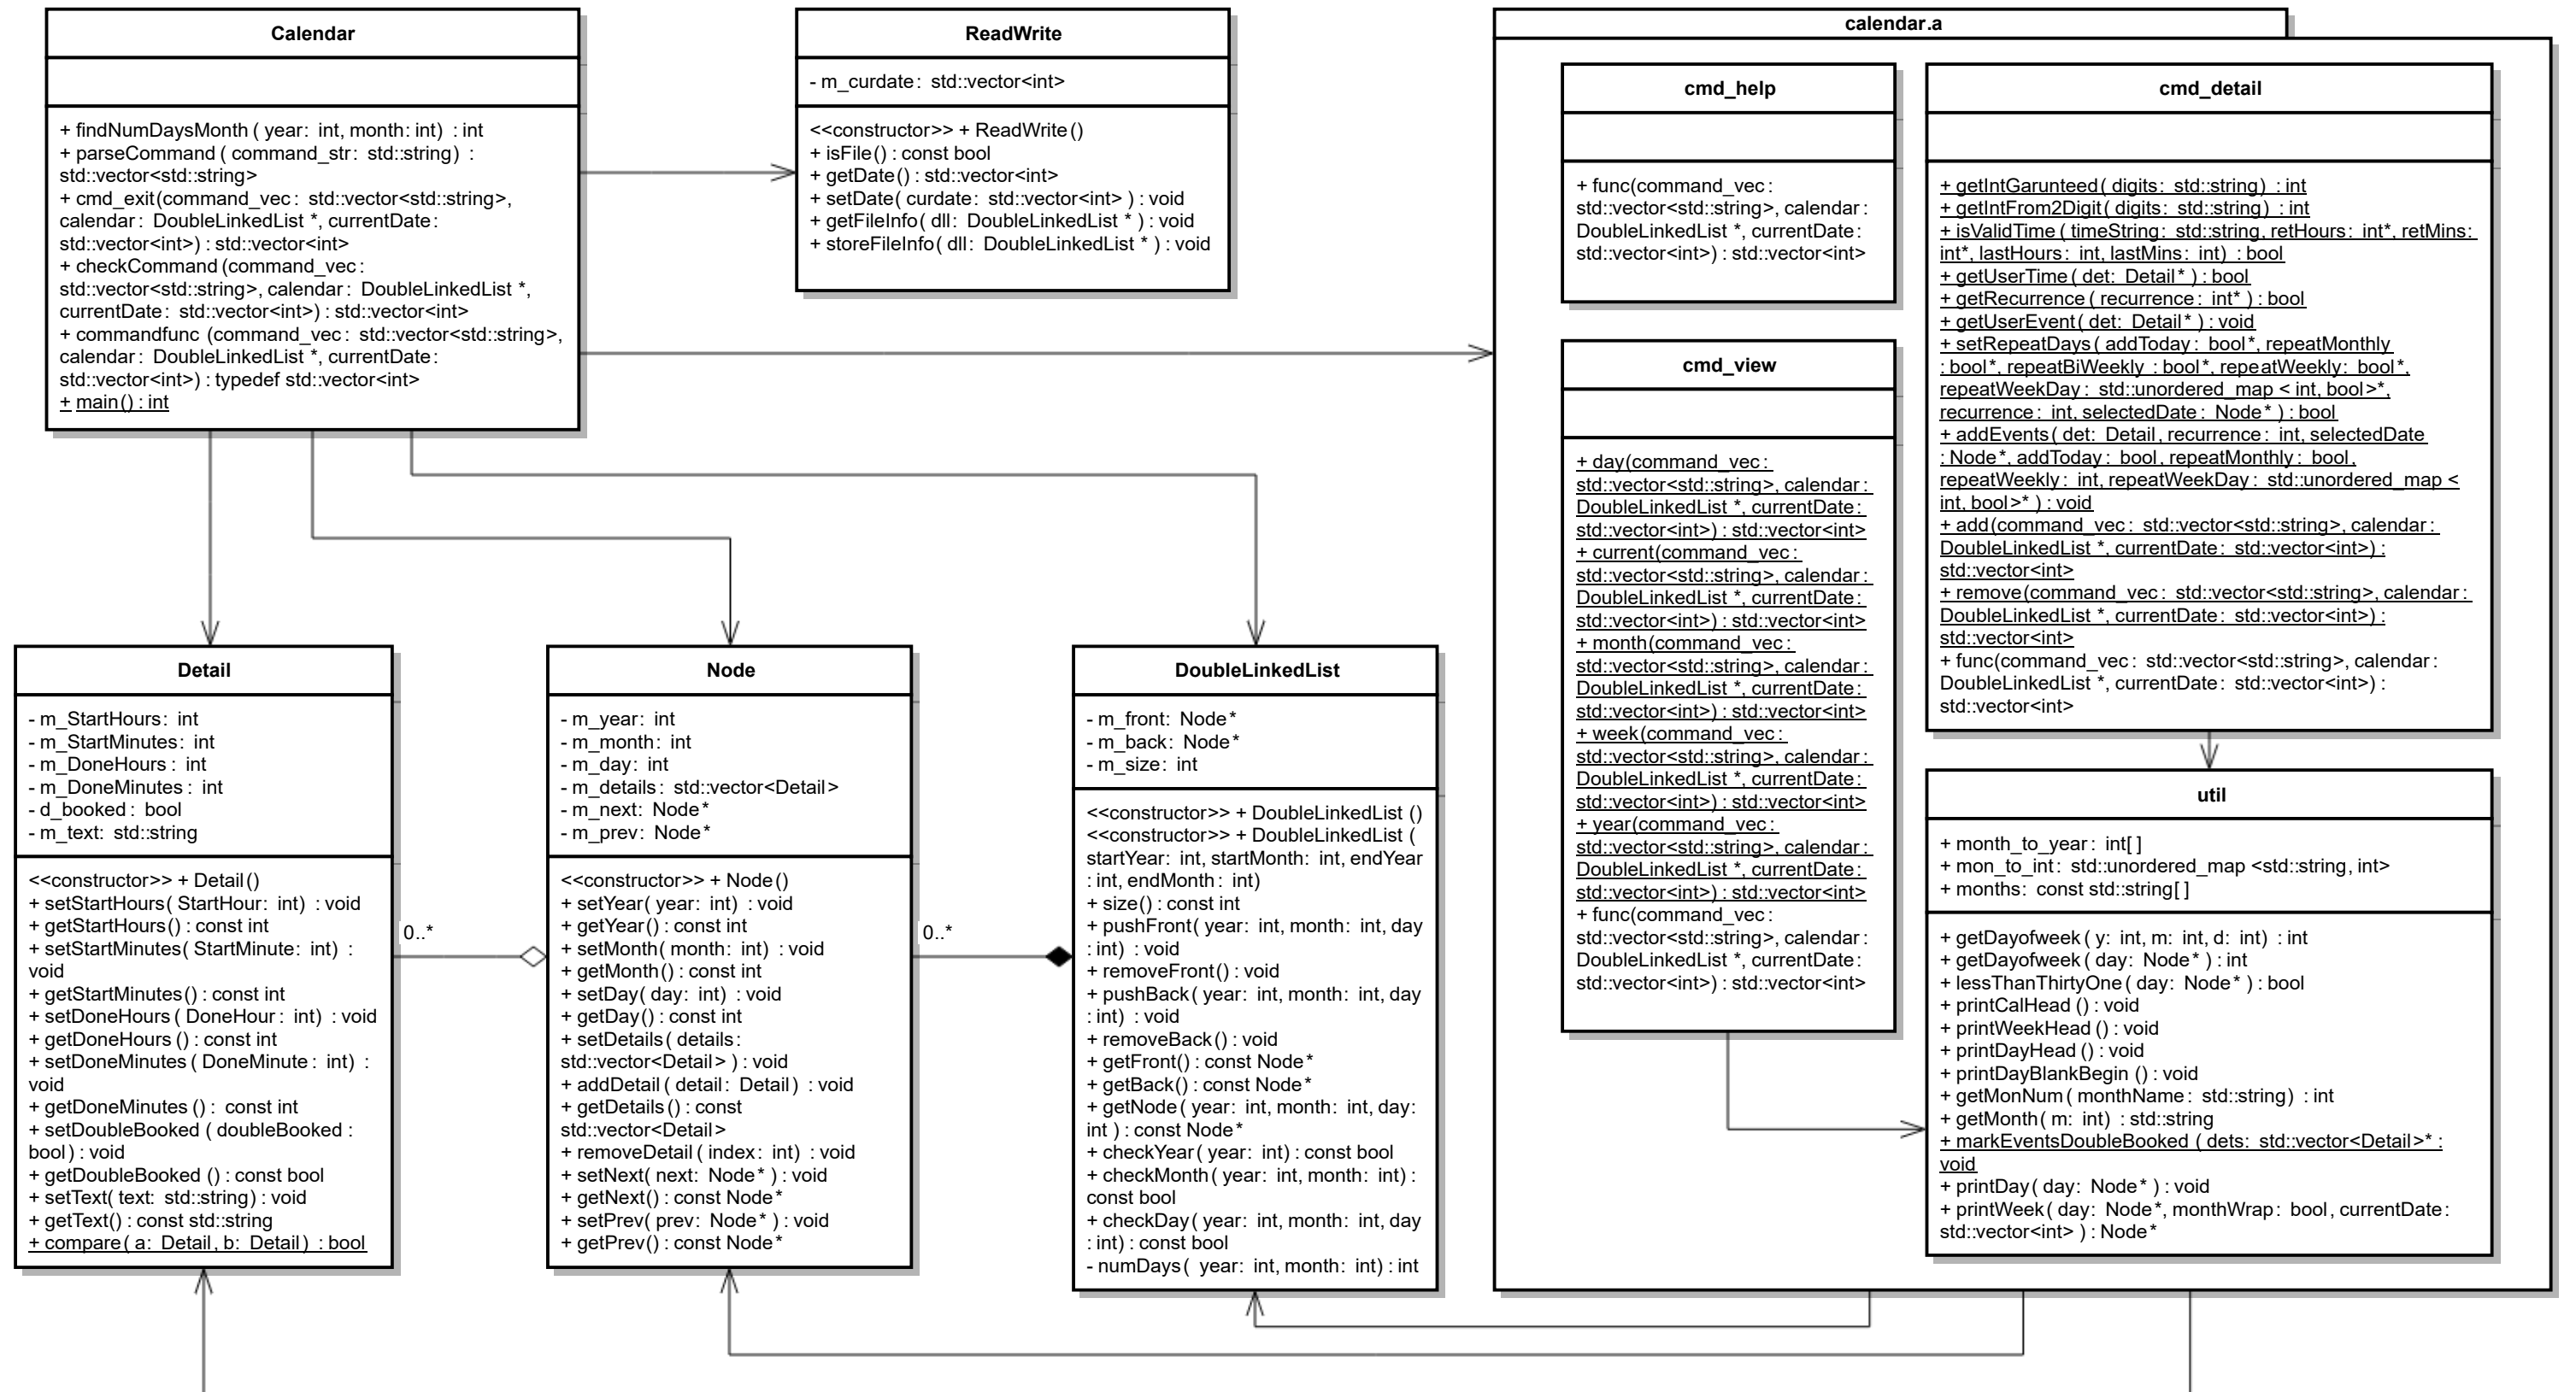 Calendar
+ findNumDaysMonth ( year: int, month: int) : int
+ parseCommand ( command_str: std::string) :
std::vector<std::string>
+ cmd_exit(command_vec: std::vector<std::string>,
calendar: DoubleLinkedList *, currentDate:
std::vector<int>) : std::vector<int>
+ checkCommand (command_vec:
std::vector<std::string>, calendar: DoubleLinkedList *,
currentDate: std::vector<int>) : std::vector<int>
+ commandfunc (command_vec: std::vector<std::string>,
calendar: DoubleLinkedList *, currentDate:
std::vector<int>) : typedef std::vector<int>
+ main() : int
ReadWrite
- m_curdate: std::vector<int>
<<constructor>> + ReadWrite()
+ isFile() : const bool
+ getDate() : std::vector<int>
+ setDate( curdate: std::vector<int> ) : void
+ getFileInfo( dll: DoubleLinkedList * ) : void
+ storeFileInfo( dll: DoubleLinkedList * ) : void
calendar.a
cmd_help
+ func(command_vec:
std::vector<std::string>, calendar:
DoubleLinkedList *, currentDate:
std::vector<int>) : std::vector<int>
cmd_view
+ day(command_vec:
std::vector<std::string>, calendar:
DoubleLinkedList *, currentDate:
std::vector<int>) : std::vector<int>
+ current(command_vec:
std::vector<std::string>, calendar:
DoubleLinkedList *, currentDate:
std::vector<int>) : std::vector<int>
+ month(command_vec:
std::vector<std::string>, calendar:
DoubleLinkedList *, currentDate:
std::vector<int>) : std::vector<int>
+ week(command_vec:
std::vector<std::string>, calendar:
DoubleLinkedList *, currentDate:
std::vector<int>) : std::vector<int>
+ year(command_vec:
std::vector<std::string>, calendar:
DoubleLinkedList *, currentDate:
std::vector<int>) : std::vector<int>
+ func(command_vec:
std::vector<std::string>, calendar:
DoubleLinkedList *, currentDate:
std::vector<int>) : std::vector<int>
cmd_detail
+ getIntGarunteed( digits: std::string) : int
+ getIntFrom2Digit( digits: std::string) : int
+ isValidTime ( timeString: std::string, retHours: int*, retMins:
int*, lastHours: int, lastMins: int) : bool
+ getUserTime ( det: Detail* ) : bool
+ getRecurrence ( recurrence: int* ) : bool
+ getUserEvent( det: Detail* ) : void
+ setRepeatDays( addToday: bool*, repeatMonthly
: bool*, repeatBiWeekly : bool*, repeatWeekly: bool*,
repeatWeekDay: std::unordered_map < int, bool>*,
recurrence: int, selectedDate: Node* ) : bool
+ addEvents( det: Detail, recurrence: int, selectedDate
: Node*, addToday: bool, repeatMonthly: bool,
repeatWeekly: int, repeatWeekDay: std::unordered_map <
int, bool>* ) : void
+ add(command_vec: std::vector<std::string>, calendar:
DoubleLinkedList *, currentDate: std::vector<int>) :
std::vector<int>
+ remove(command_vec: std::vector<std::string>, calendar:
DoubleLinkedList *, currentDate: std::vector<int>) :
std::vector<int>
+ func(command_vec: std::vector<std::string>, calendar:
DoubleLinkedList *, currentDate: std::vector<int>) :
std::vector<int>
util
+ month_to_year: int[ ]
+ mon_to_int: std::unordered_map <std::string, int>
+ months: const std::string[ ]
+ getDayofweek( y: int, m: int, d: int) : int
+ getDayofweek( day: Node* ) : int
+ lessThanThirtyOne ( day: Node* ) : bool
+ printCalHead () : void
+ printWeekHead () : void
+ printDayHead () : void
+ printDayBlankBegin () : void
+ getMonNum( monthName: std::string) : int
+ getMonth( m: int) : std::string
+ markEventsDoubleBooked ( dets: std::vector<Detail>* :
void
+ printDay( day: Node* ) : void
+ printWeek( day: Node*, monthWrap: bool, currentDate:
std::vector<int> ) : Node*
Detail
- m_StartHours: int
- m_StartMinutes: int
- m_DoneHours : int
- m_DoneMinutes: int
- d_booked: bool
- m_text: std::string
<<constructor>> + Detail()
+ setStartHours( StartHour: int) : void
+ getStartHours() : const int
+ setStartMinutes( StartMinute: int) :
void
+ getStartMinutes() : const int
+ setDoneHours ( DoneHour: int) : void
+ getDoneHours () : const int
+ setDoneMinutes ( DoneMinute: int) :
void
+ getDoneMinutes () : const int
+ setDoubleBooked ( doubleBooked :
bool) : void
+ getDoubleBooked () : const bool
+ setText( text: std::string) : void
+ getText() : const std::string
+ compare( a: Detail, b: Detail) : bool
0..*
Node
- m_year: int
- m_month: int
- m_day: int
- m_details: std::vector<Detail>
- m_next: Node*
- m_prev: Node*
<<constructor>> + Node()
+ setYear( year: int) : void
+ getYear() : const int
+ setMonth( month: int) : void
+ getMonth() : const int
+ setDay( day: int) : void
+ getDay() : const int
+ setDetails( details:
std::vector<Detail> ) : void
+ addDetail( detail: Detail) : void
+ getDetails() : const
std::vector<Detail>
+ removeDetail( index: int) : void
+ setNext( next: Node* ) : void
+ getNext() : const Node*
+ setPrev( prev: Node* ) : void
+ getPrev() : const Node*
0..*
DoubleLinkedList
- m_front: Node*
- m_back: Node*
- m_size: int
<<constructor>> + DoubleLinkedList ()
<<constructor>> + DoubleLinkedList (
startYear: int, startMonth: int, endYear
: int, endMonth: int)
+ size() : const int
+ pushFront( year: int, month: int, day
: int) : void
+ removeFront() : void
+ pushBack( year: int, month: int, day
: int) : void
+ removeBack() : void
+ getFront() : const Node*
+ getBack() : const Node*
+ getNode( year: int, month: int, day:
int ) : const Node*
+ checkYear( year: int) : const bool
+ checkMonth( year: int, month: int) :
const bool
+ checkDay( year: int, month: int, day
: int) : const bool
- numDays( year: int, month: int) : int